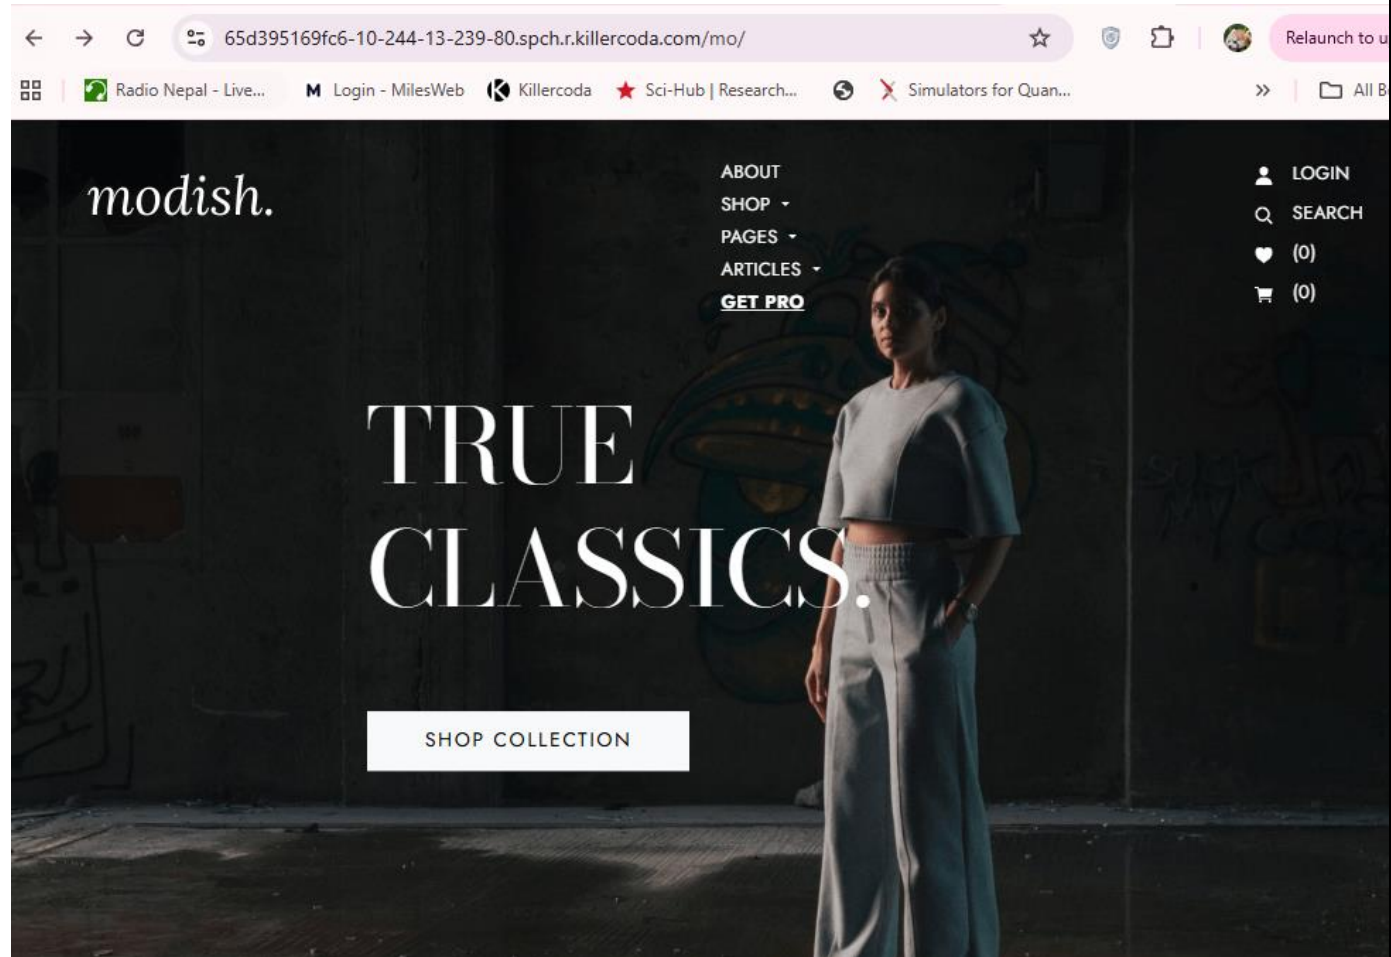 65d395169fc6-10-244-13-239-80.spch.r.killercoda.com/mo/
Relaunch to u
Radio Nepal - Live...
M Login - MilesWeb
Killercoda
Sci-Hub | Research...
Simulators for Quan...
All B
modish.
ABOUT
SHOP
PAGES
ARTICLES
GET PRO
LOGIN
SEARCH
(0)
(0)
TRUE
CLASSICS.
SHOP COLLECTION